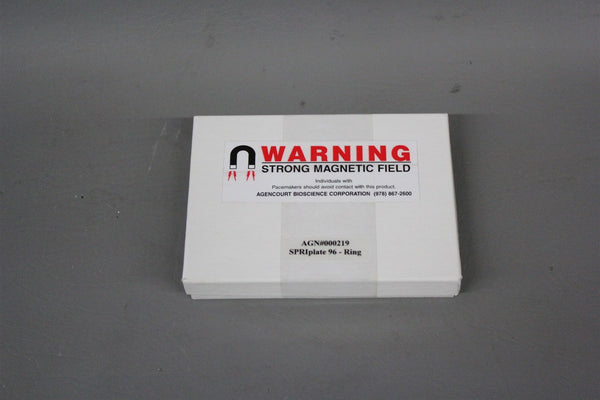 WARNING
STRONG MAGNETIC FIELD
Individuals with
Pacemakers should avoid contact with this product.
AGENCOURT BIOSCIENCE CORPORATION (978) 867-2600
AGN#000219
SPRIplate 96 - Ring